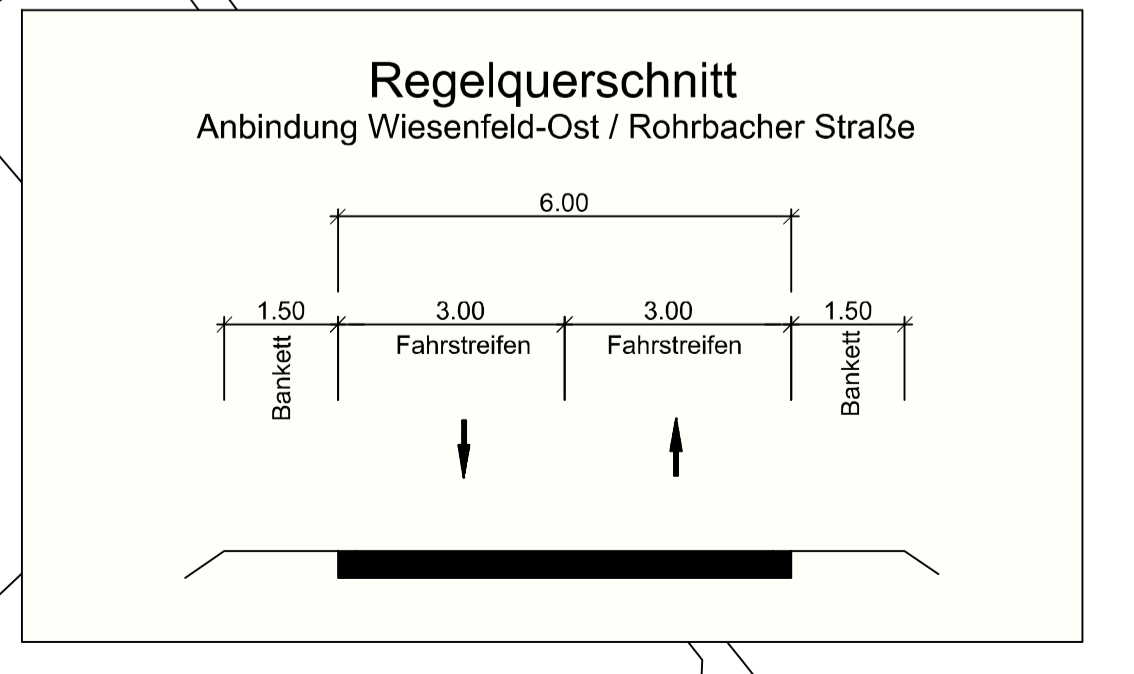 Regelquerschnitt
Anbindung Wiesenfeld-Ost / Rohrbacher Straße
6.00
1.50
3.00
3.00
1.50
Bankett
Fahrstreifen
Fahrstreifen
Bankett